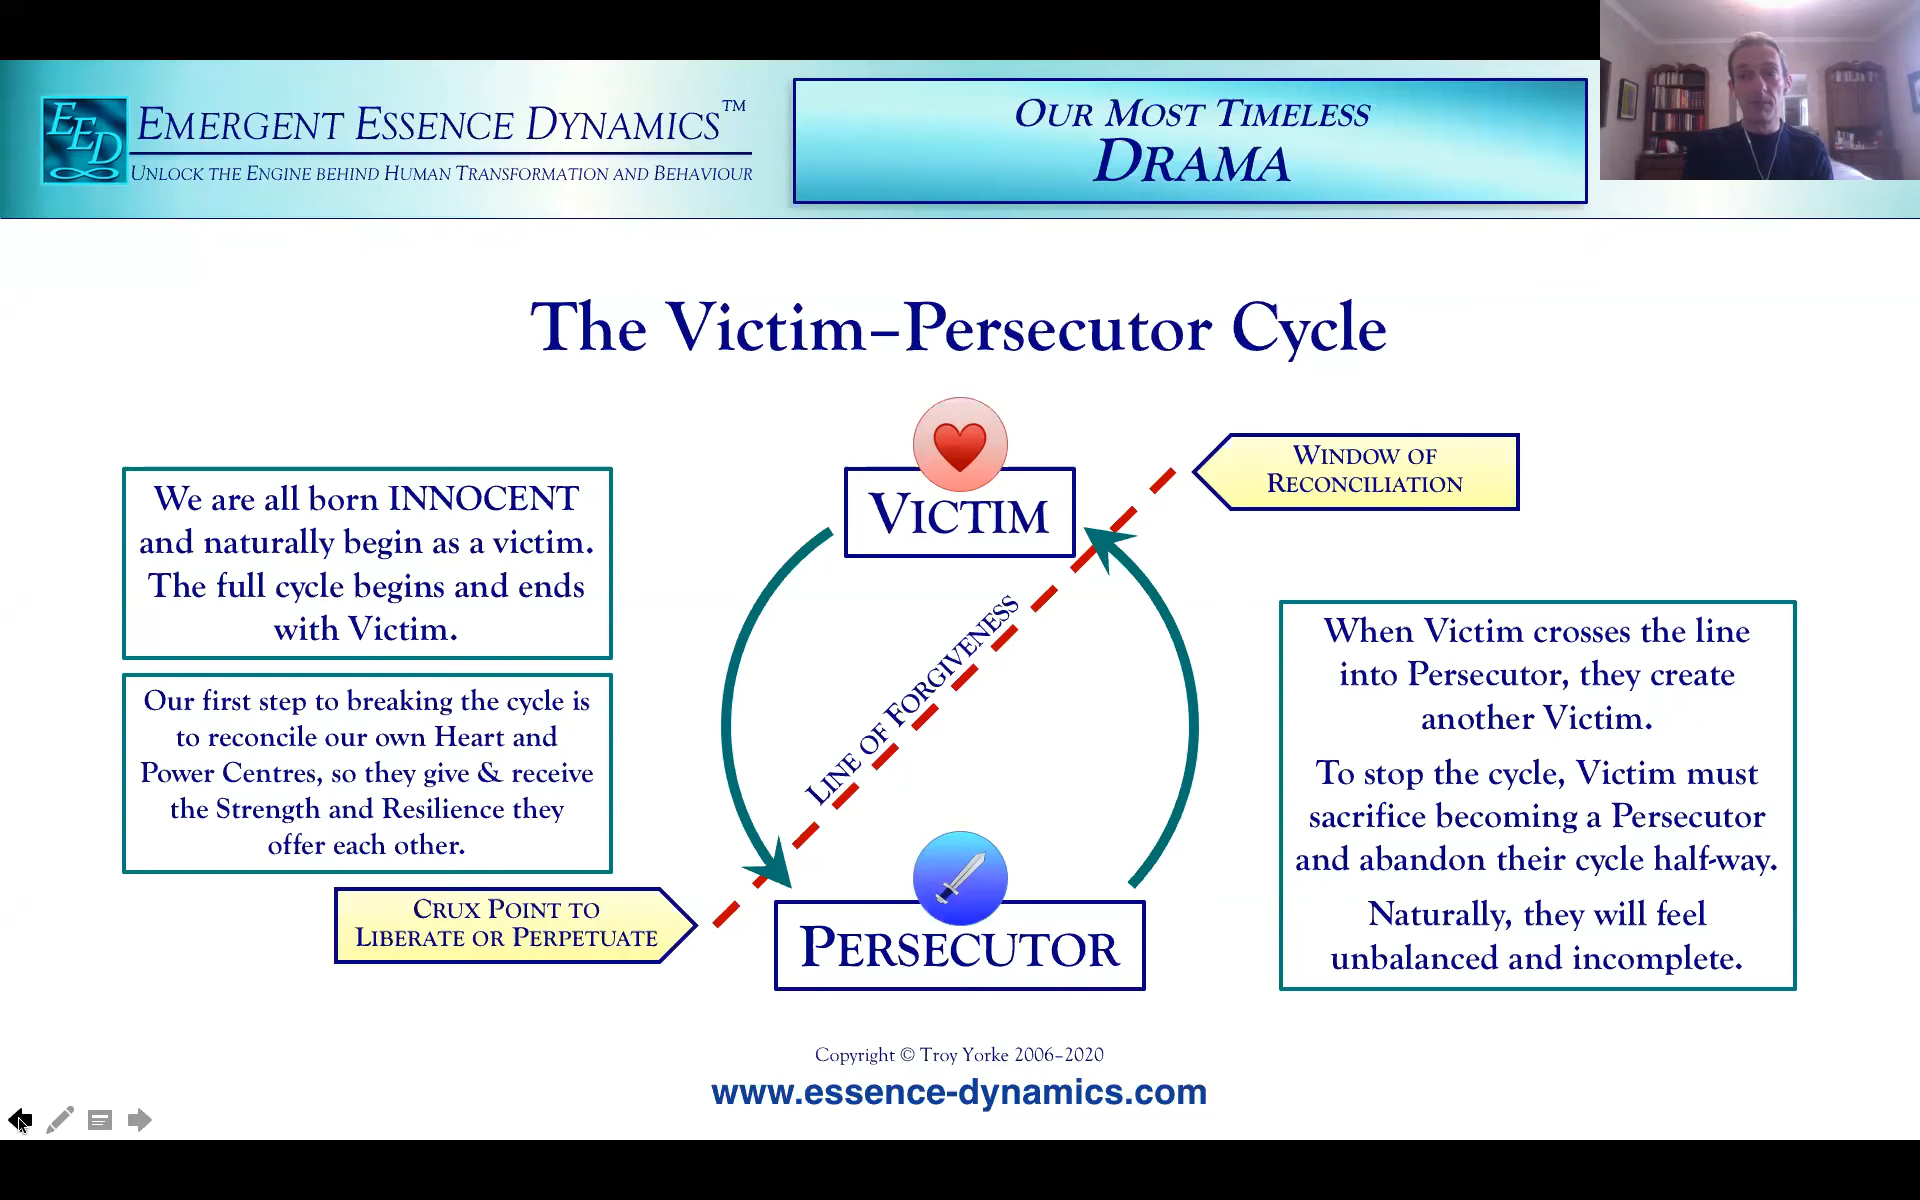 EED
EMERGENT ESSENCE DYNAMICS™
UNLOCK THE ENGINE BEHIND HUMAN TRANSFORMATION AND BEHAVIOUR
OUR MOST TIMELESS
DRAMA
The Victim–Persecutor Cycle
VICTIM
WINDOW OF
RECONCILIATION
We are all born INNOCENT
and naturally begin as a victim.
The full cycle begins and ends
with Victim.
Our first step to breaking the cycle is
to reconcile our own Heart and
Power Centres, so they give & receive
the Strength and Resilience they
offer each other.
LINE OF FORGIVENESS
When Victim crosses the line
into Persecutor, they create
another Victim.
To stop the cycle, Victim must
sacrifice becoming a Persecutor
and abandon their cycle half-way.
Naturally, they will feel
unbalanced and incomplete.
CRUX POINT TO
LIBERATE OR PERPETUATE
PERSECUTOR
Copyright © Troy Yorke 2006–2020
www.essence-dynamics.com